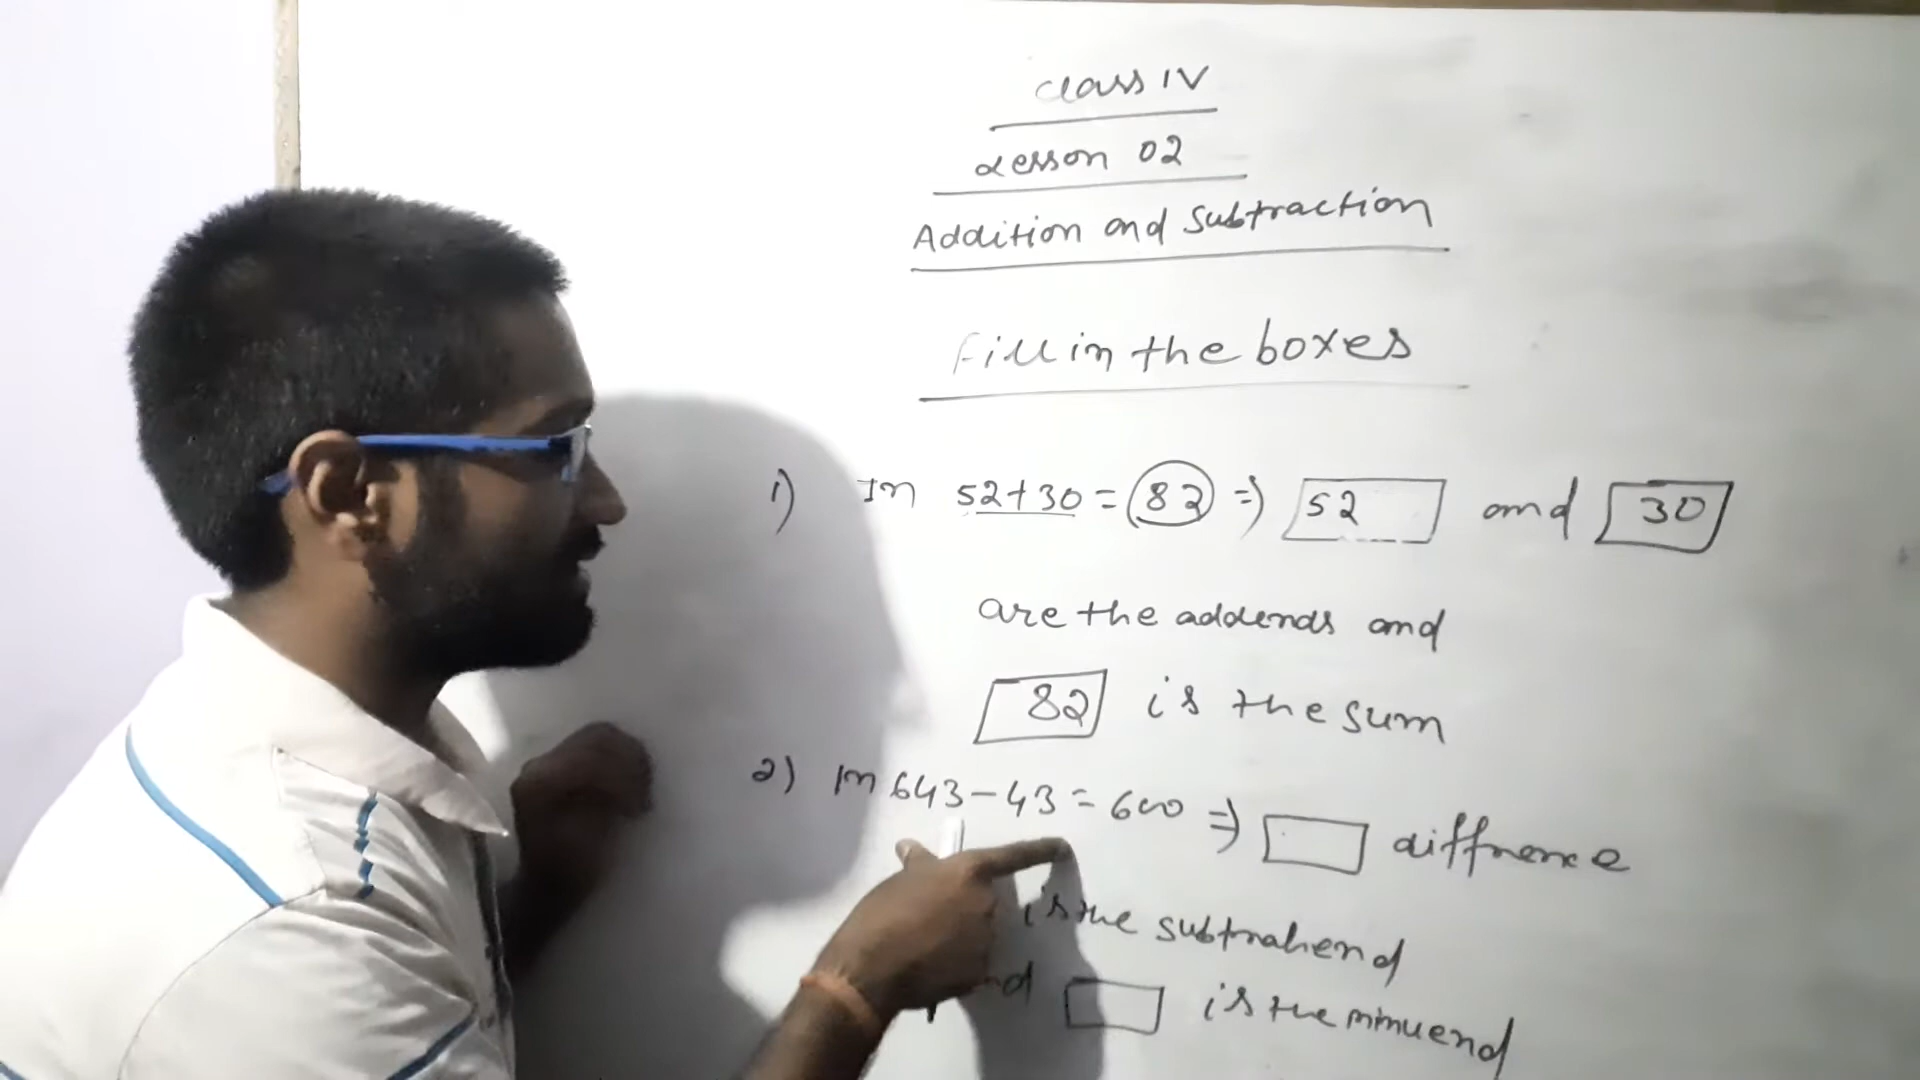 Class IV
Lesson 02
Addition and Subtraction
Fill in the boxes
1) In 52+30 = 82 ⇒ 52 and 30
are the addends and
82 is the sum
2) In 643-43 = 600 ⇒ difference
is the subtrahend
is the minuend